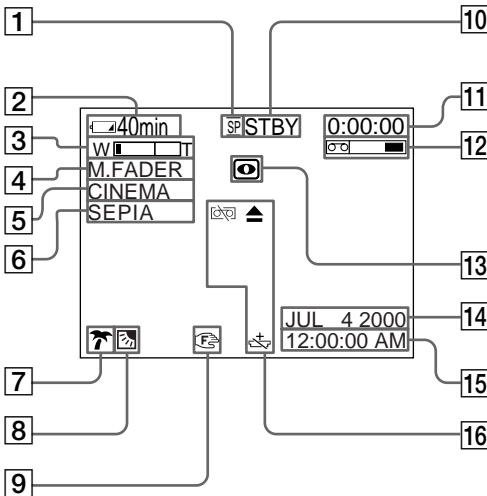 1
10
2
40min
SP STBY
0:00:00
11
3
W T
12
4
M.FADER
5
CINEMA
6
SEPIA
13
JUL 4 2000
14
12:00:00 AM
15
7
F
8
16
9